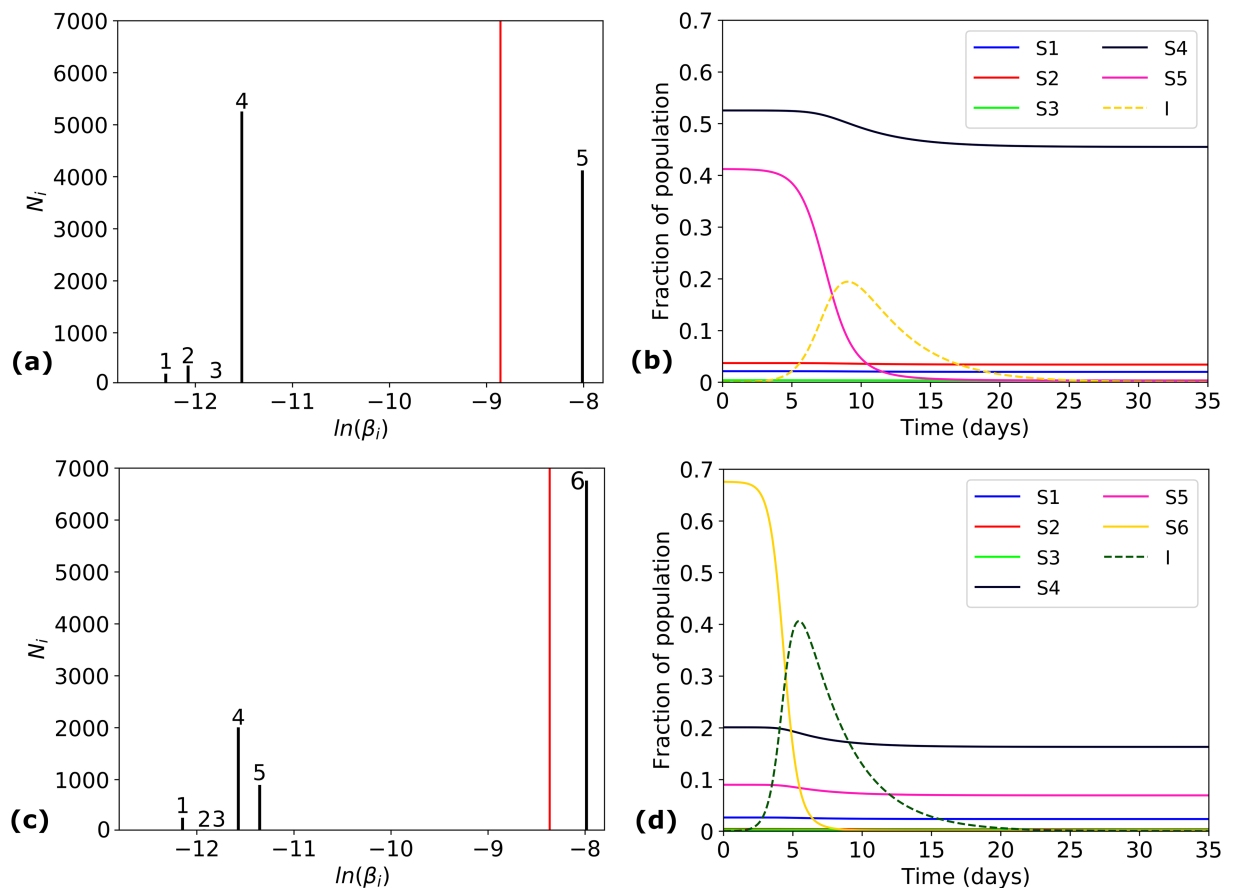 7000
6000
5000
4000
3000
2000
1000
0
N_i
4
5
1
2
3
−12
−11
−10
−9
−8
ln(β_i)
(a)
0.7
0.6
0.5
0.4
0.3
0.2
0.1
0
Fraction of population
S1
S2
S3
S4
S5
I
0
5
10
15
20
25
30
35
Time (days)
(b)
7000
6000
5000
4000
3000
2000
1000
0
N_i
6
4
5
1
23
−12
−11
−10
−9
−8
ln(β_i)
(c)
0.7
0.6
0.5
0.4
0.3
0.2
0.1
0
Fraction of population
S1
S2
S3
S4
S5
S6
I
0
5
10
15
20
25
30
35
Time (days)
(d)